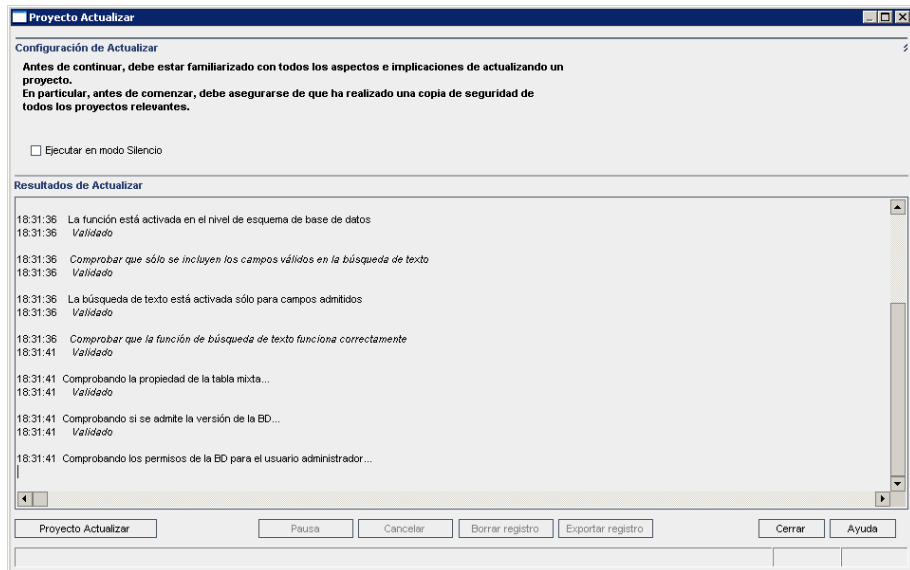 Proyecto Actualizar
Configuración de Actualizar
Antes de continuar, debe estar familiarizado con todos los aspectos e implicaciones de actualizando un
proyecto.
En particular, antes de comenzar, debe asegurarse de que ha realizado una copia de seguridad de
todos los proyectos relevantes.
Ejecutar en modo Silencio
Resultados de Actualizar
18:31:36 La función está activada en el nivel de esquema de base de datos
18:31:36 Validado
18:31:36 Comprobar que sólo se incluyen los campos válidos en la búsqueda de texto
18:31:36 Validado
18:31:36 La búsqueda de texto está activada sólo para campos admitidos
18:31:36 Validado
18:31:36 Comprobar que la función de búsqueda de texto funciona correctamente
18:31:41 Validado
18:31:41 Comprobando la propiedad de la tabla mixta...
18:31:41 Validado
18:31:41 Comprobando si se admite la versión de la BD...
18:31:41 Validado
18:31:41 Comprobando los permisos de la BD para el usuario administrador...
Proyecto Actualizar Pausa Cancelar Borrar registro Exportar registro Cerrar Ayuda